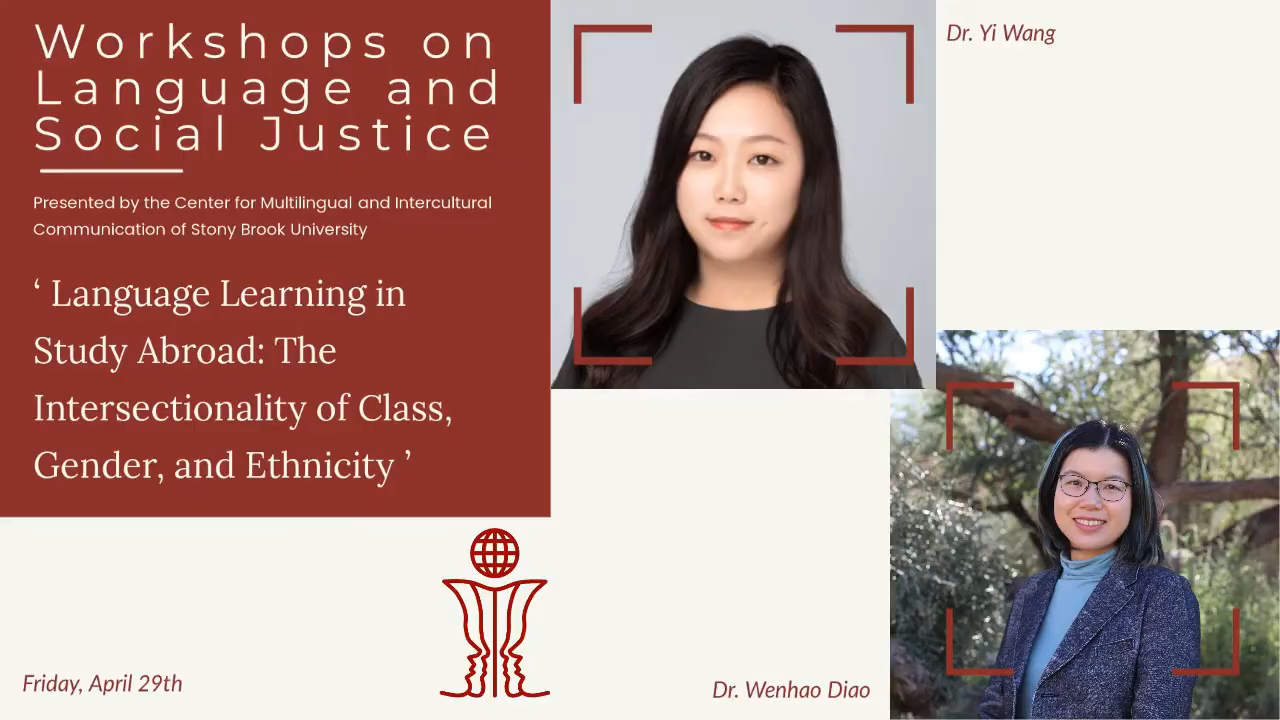 Workshops on
Language and
Social Justice
Presented by the Center for Multilingual and Intercultural
Communication of Stony Brook University
‘ Language Learning in
Study Abroad: The
Intersectionality of Class,
Gender, and Ethnicity ’
Dr. Yi Wang
Friday, April 29th
Dr. Wenhao Diao